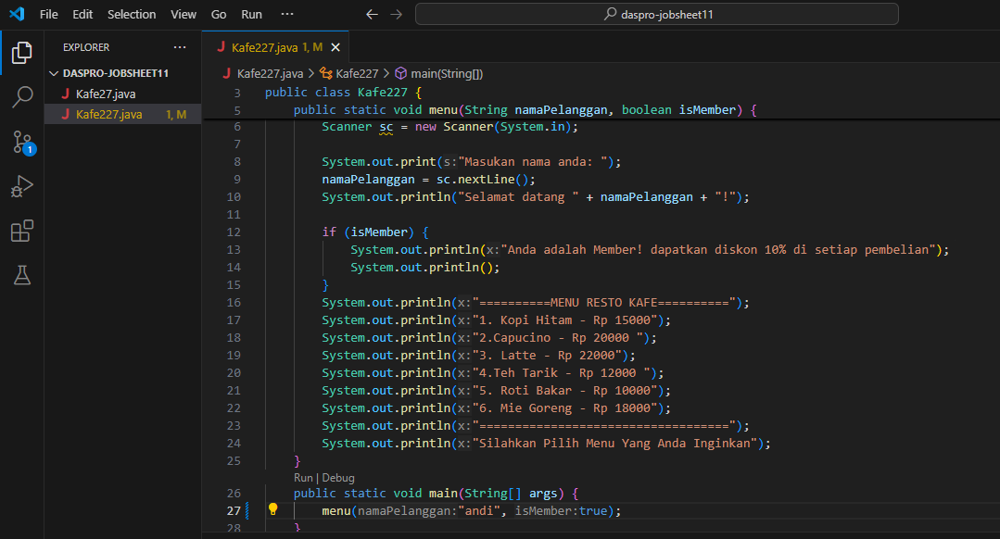 File Edit Selection View Go Run ··· ← → daspro-jobsheet11
EXPLORER ···
DASPRO-JOBSHEET11
Kafe27.java
Kafe227.java 1, M
Kafe227.java 1, M ×
Kafe227.java > Kafe227 > main(String[])
1
3 public class Kafe227 {
5 public static void menu(String namaPelanggan, boolean isMember) {
6 Scanner sc = new Scanner(System.in);
7
8 System.out.print(s:"Masukan nama anda: ");
9 namaPelanggan = sc.nextLine();
10 System.out.println("Selamat datang " + namaPelanggan + "!");
11
12 if (isMember) {
13 System.out.println(x:"Anda adalah Member! dapatkan diskon 10% di setiap pembelian");
14 System.out.println();
15 }
16 System.out.println(x:"==========MENU RESTO KAFE==========");
17 System.out.println(x:"1. Kopi Hitam - Rp 15000");
18 System.out.println(x:"2.Capucino - Rp 20000 ");
19 System.out.println(x:"3. Latte - Rp 22000");
20 System.out.println(x:"4.Teh Tarik - Rp 12000 ");
21 System.out.println(x:"5. Roti Bakar - Rp 10000");
22 System.out.println(x:"6. Mie Goreng - Rp 18000");
23 System.out.println(x:"===================================");
24 System.out.println(x:"Silahkan Pilih Menu Yang Anda Inginkan");
25 }
Run | Debug
26 public static void main(String[] args) {
27 menu(namaPelanggan:"andi", isMember:true);
28 }